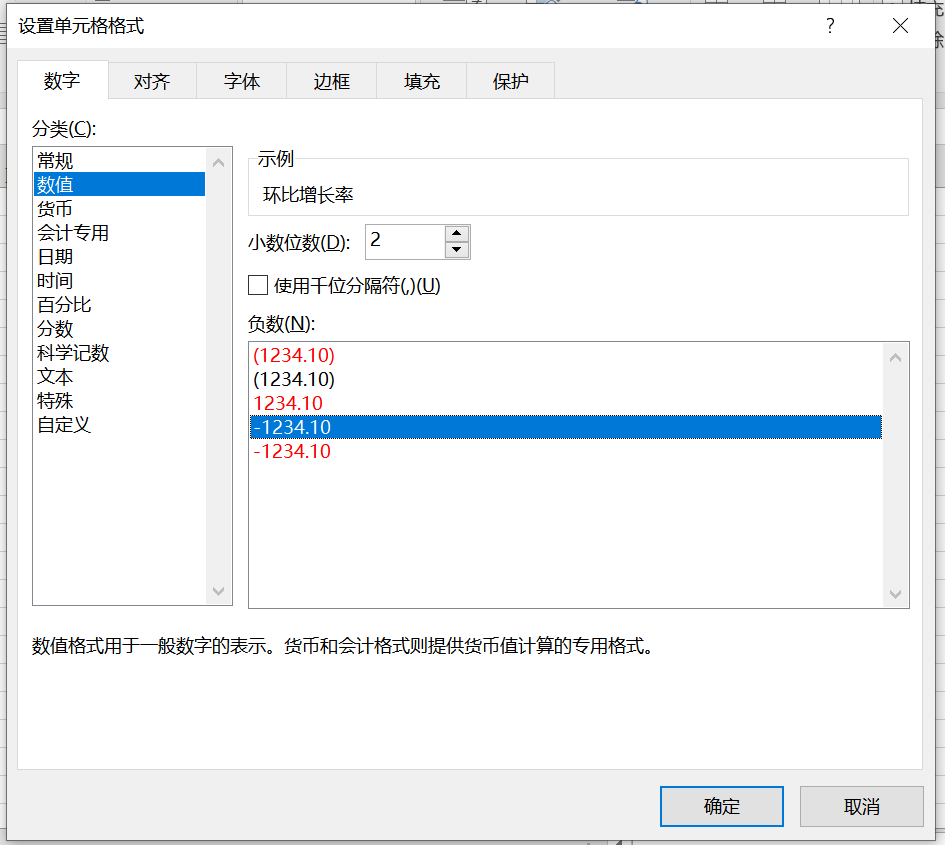 设置单元格格式
?
数字 对齐 字体 边框 填充 保护
分类(C):
常规
数值
货币
会计专用
日期
时间
百分比
分数
科学记数
文本
特殊
自定义
示例
环比增长率
小数位数(D): 2
使用千位分隔符(,)(U)
负数(N):
(1234.10)
(1234.10)
1234.10
-1234.10
-1234.10
数值格式用于一般数字的表示。货币和会计格式则提供货币值计算的专用格式。
确定 取消